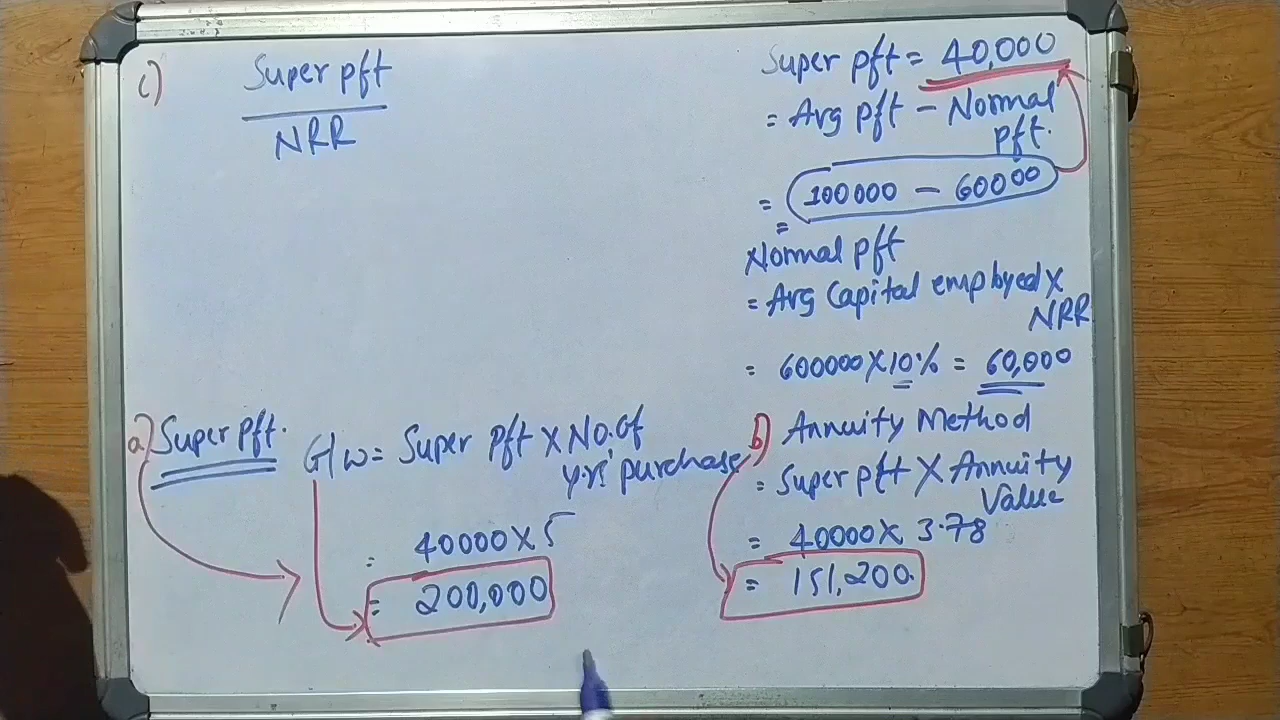 c) Super pft
NRR
Super pft = 40,000
= Avg pft - Normal
pft.
= 100000 - 60000
=
Normal pft
= Avg Capital employed x
NRR
= 600000 x 10% = 60,000
a) Super pft.
G/w = Super pft x No. of
yrs' purchase
= 40000 x 5
= 200,000
b) Annuity Method
= Super pft x Annuity
Value
= 40000 x 3.78
= 151,200.